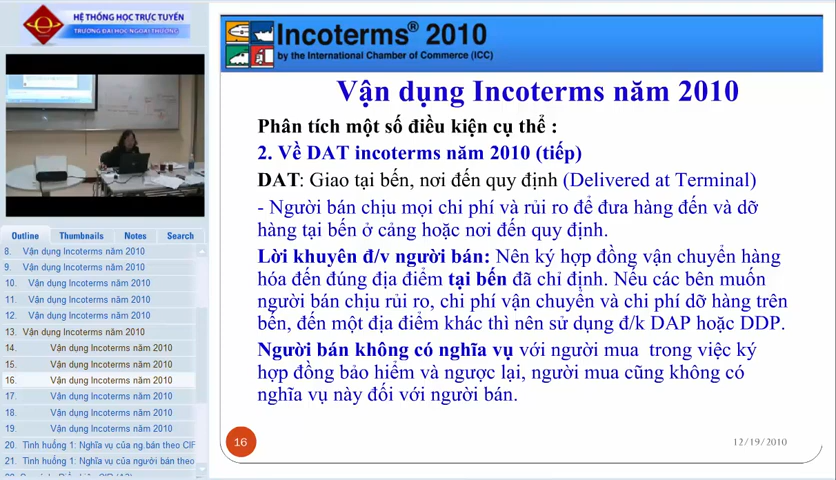 HỆ THỐNG HỌC TRỰC TUYẾN
TRƯỜNG ĐẠI HỌC NGOẠI THƯƠNG
Outline Thumbnails Notes Search
8. Vận dụng Incoterms năm 2010
9. Vận dụng Incoterms năm 2010
10. Vận dụng Incoterms năm 2010
11. Vận dụng Incoterms năm 2010
12. Vận dụng Incoterms năm 2010
13. Vận dụng Incoterms năm 2010
14. Vận dụng Incoterms năm 2010
15. Vận dụng Incoterms năm 2010
16. Vận dụng Incoterms năm 2010
17. Vận dụng Incoterms năm 2010
18. Vận dụng Incoterms năm 2010
19. Vận dụng Incoterms năm 2010
20. Tình huống 1: Nghĩa vụ của ng bán theo CIF
21. Tình huống 1: Nghĩa vụ của người bán theo
Incoterms® 2010
by the International Chamber of Commerce (ICC)
Vận dụng Incoterms năm 2010
Phân tích một số điều kiện cụ thể :
2. Về DAT incoterms năm 2010 (tiếp)
DAT: Giao tại bến, nơi đến quy định (Delivered at Terminal)
- Người bán chịu mọi chi phí và rủi ro để đưa hàng đến và dỡ
hàng tại bến ở cảng hoặc nơi đến quy định.
Lời khuyên đ/v người bán: Nên ký hợp đồng vận chuyển hàng
hóa đến đúng địa điểm tại bến đã chỉ định. Nếu các bên muốn
người bán chịu rủi ro, chi phí vận chuyển và chi phí dỡ hàng trên
bến, đến một địa điểm khác thì nên sử dụng đ/k DAP hoặc DDP.
Người bán không có nghĩa vụ với người mua trong việc ký
hợp đồng bảo hiểm và ngược lại, người mua cũng không có
nghĩa vụ này đối với người bán.
16
12/19/2010